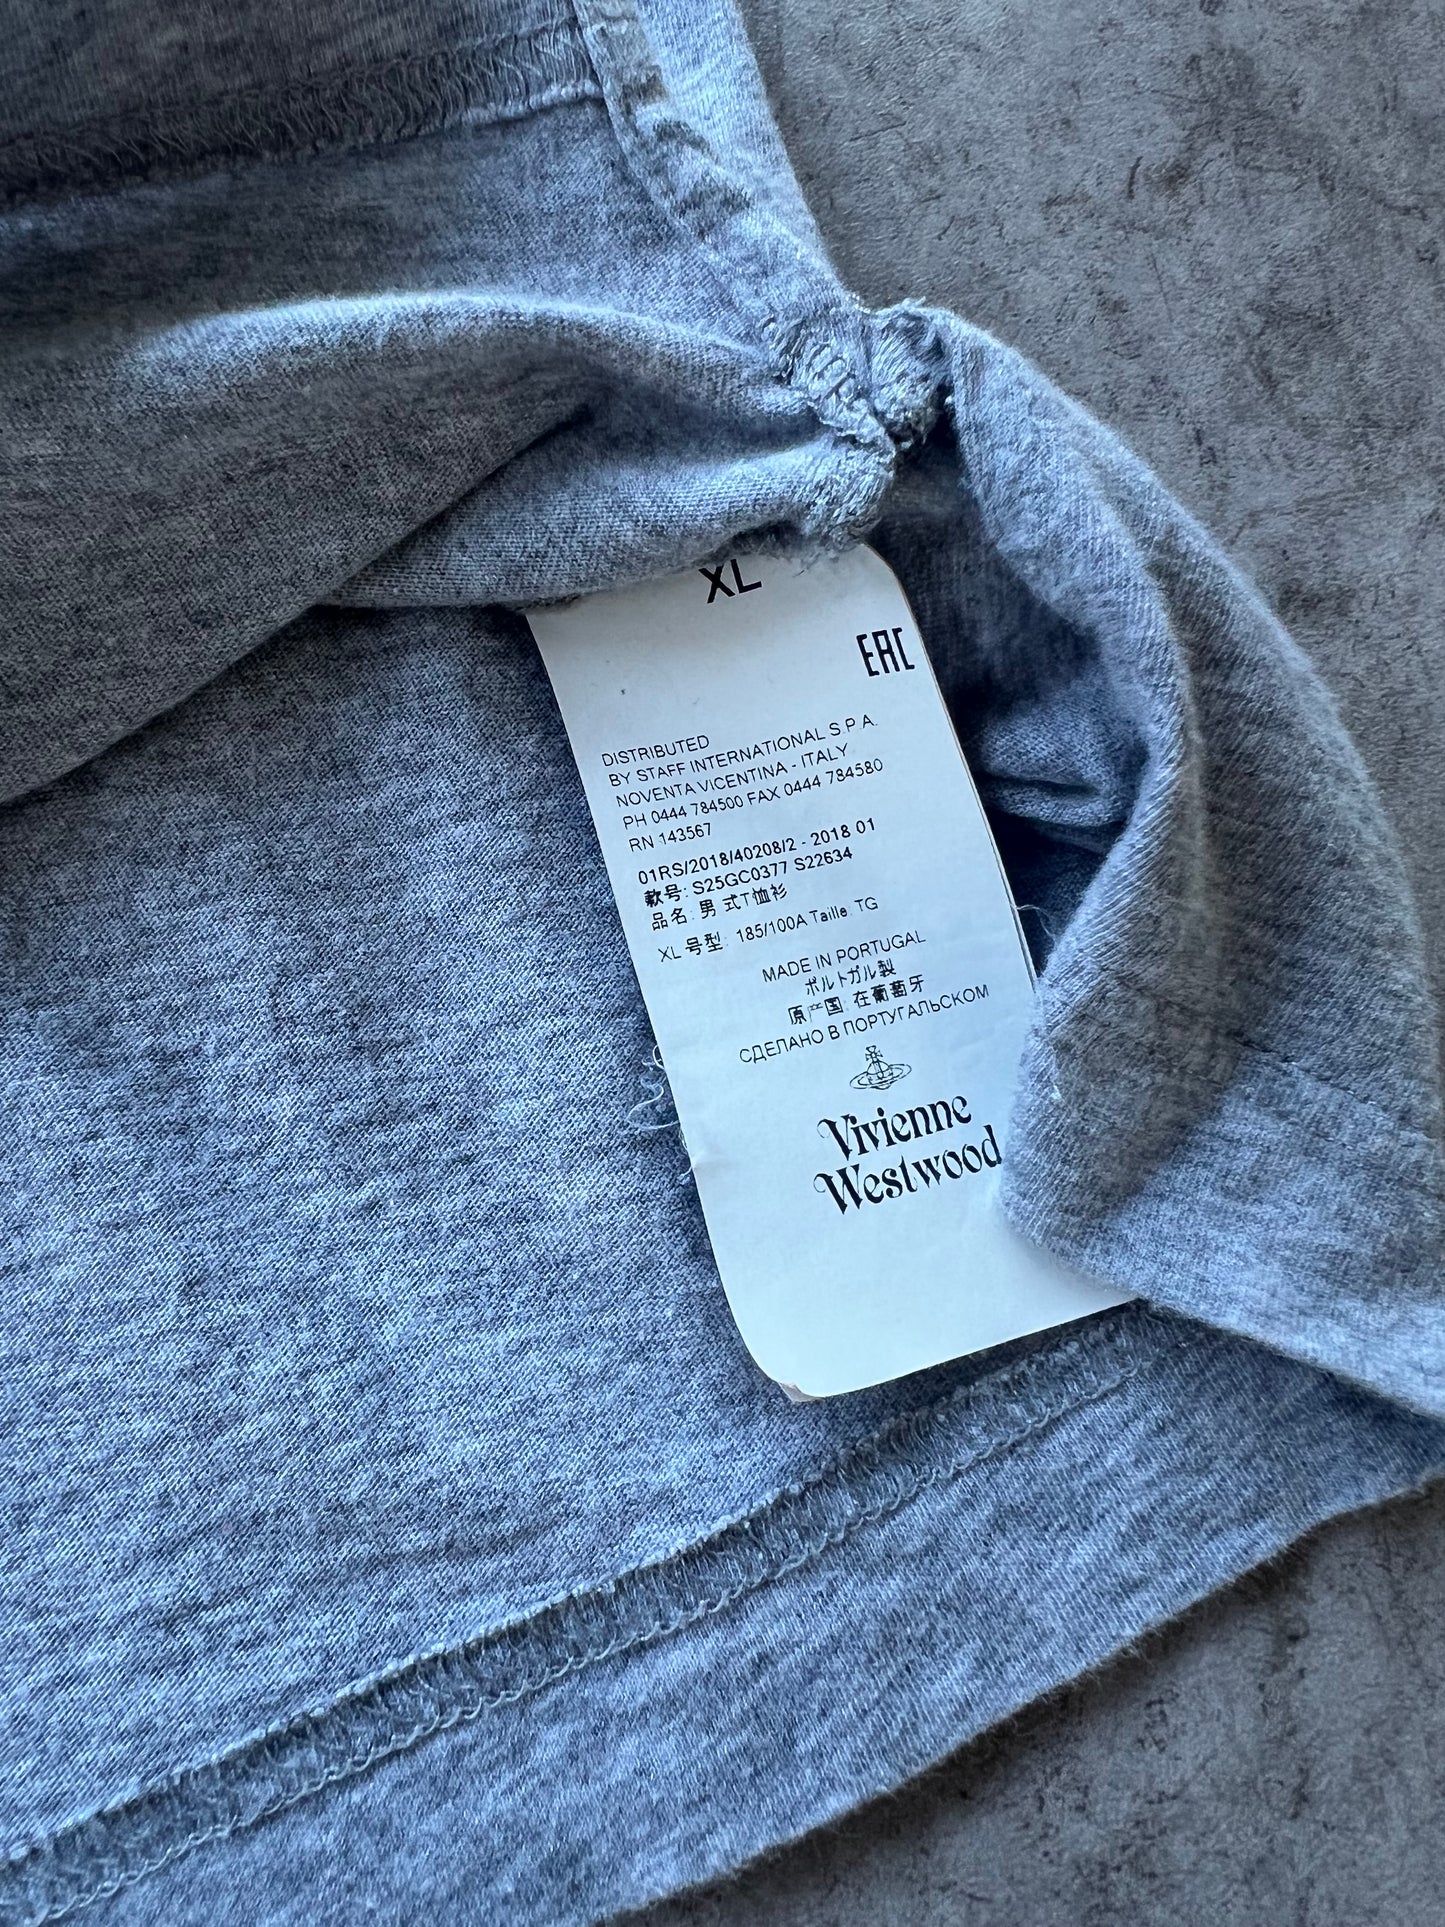 XL
EAC
DISTRIBUTED
BY STAFF INTERNATIONAL S.P.A.
NOVENTA VICENTINA - ITALY
PH 0444 784500 FAX 0444 784580
RN 143567
01RS/2018/40208/2 - 2018 01
款号: S25GC0377 S22634
品名: 男式T恤衫
XL 号型: 185/100A Taille: TG
MADE IN PORTUGAL
ポルトガル製
原产国: 在葡萄牙
СДЕЛАНО В ПОРТУГАЛЬСКОМ
Vivienne
Westwood